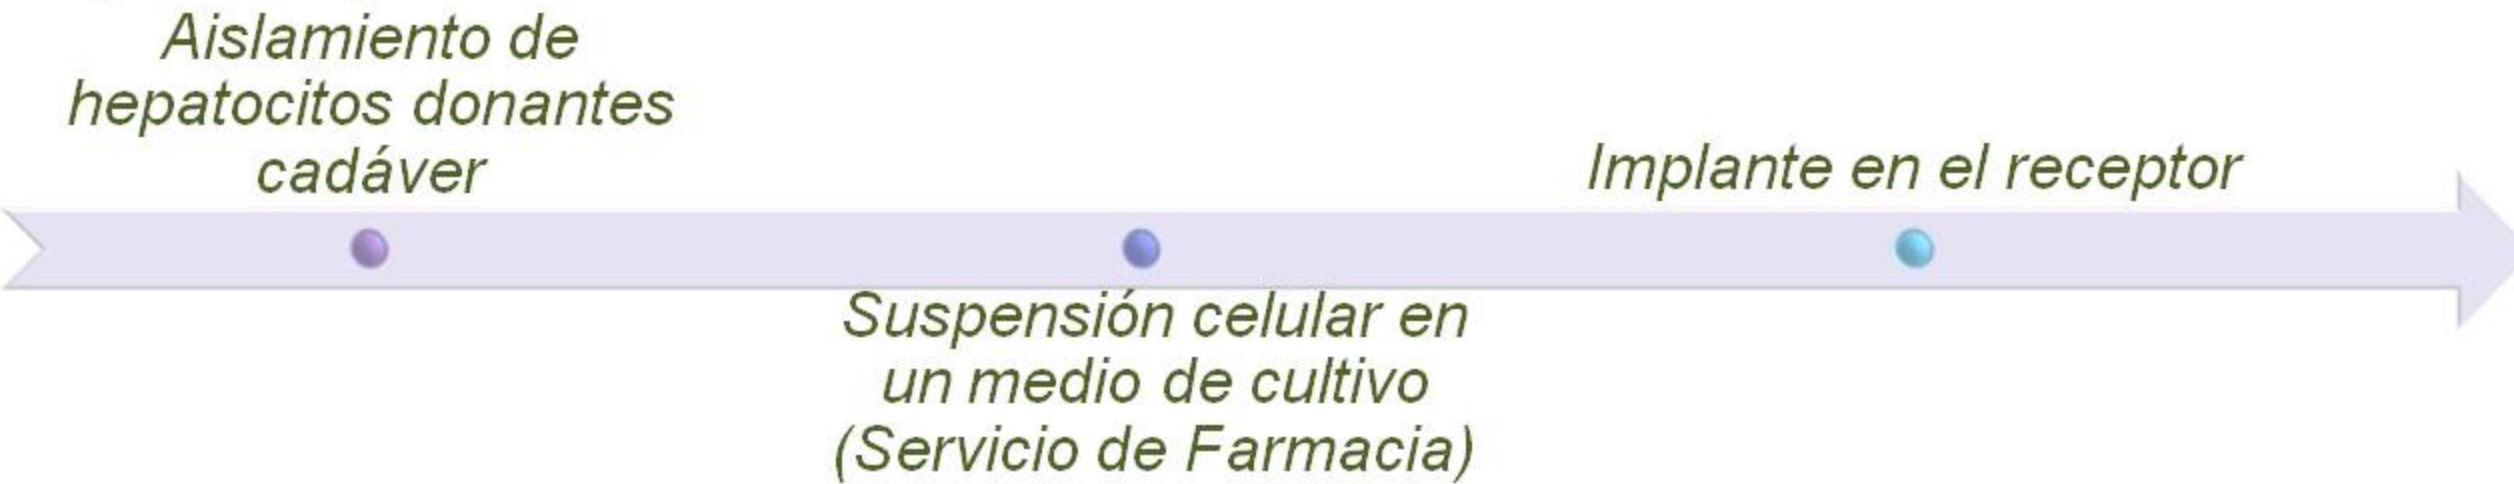 Aislamiento de
hepatocitos donantes
cadáver
Suspensión celular en
un medio de cultivo
(Servicio de Farmacia)
Implante en el receptor